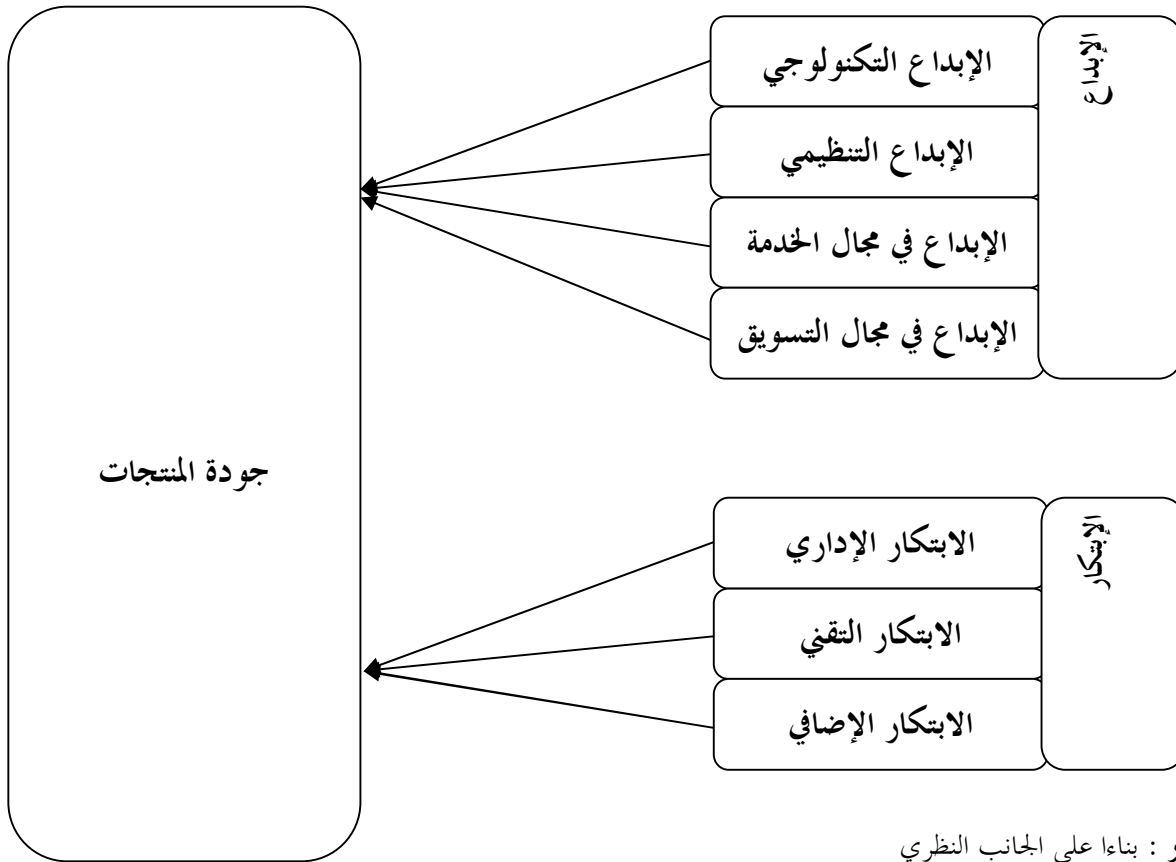 الإبداع
الإبداع التكنولوجي
الإبداع التنظيمي
الإبداع في مجال الخدمة
الإبداع في مجال التسويق
جودة المنتجات
الإبتكار
الابتكار الإداري
الابتكار التقني
الابتكار الإضافي
: بناءا على الجانب النظري